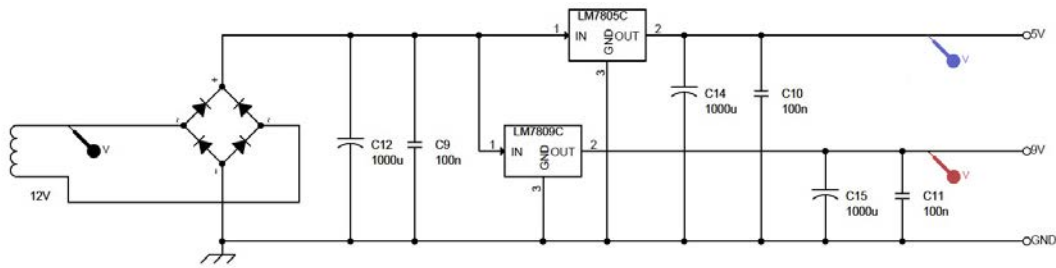 LM7805C
1
IN
OUT
2
GND
3
5V
V
+
~
~
-
V
C12
1000u
C9
100n
C14
1000u
C10
100n
LM7809C
1
IN
OUT
2
GND
3
9V
V
12V
C15
1000u
C11
100n
GND